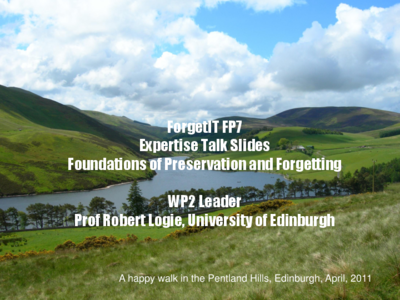 ForgetIT FP7
Expertise Talk Slides
Foundations of Preservation and Forgetting
WP2 Leader
Prof Robert Logie, University of Edinburgh
A happy walk in the Pentland Hills, Edinburgh, April, 2011